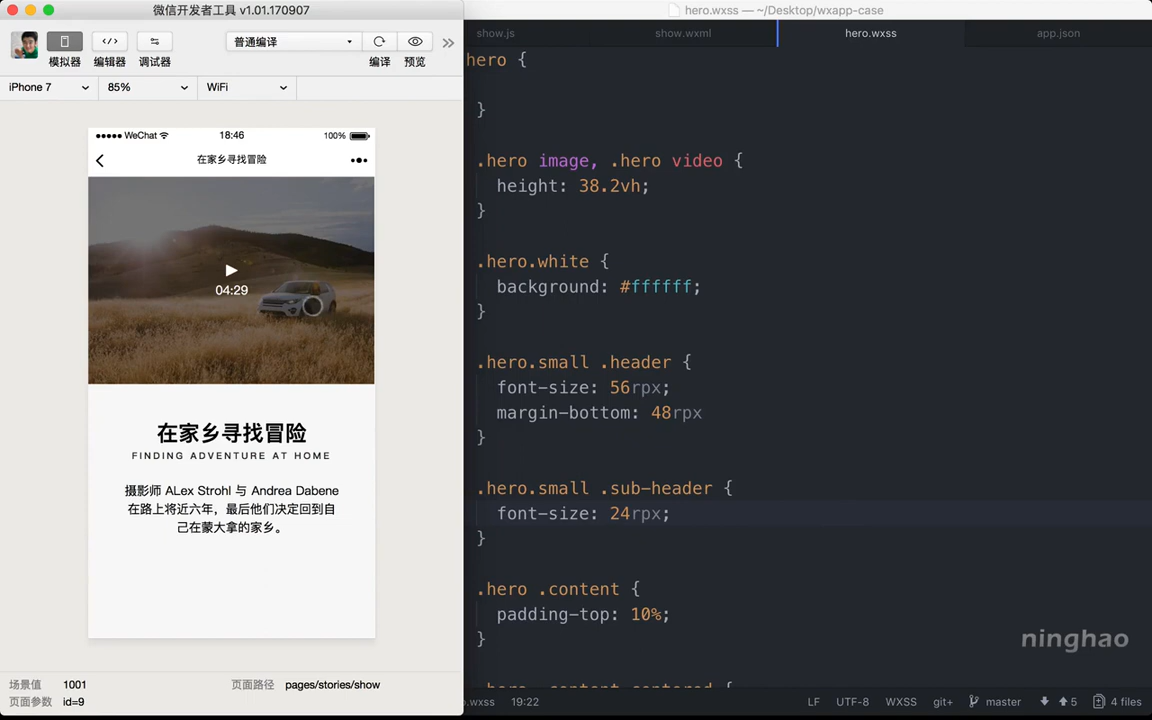 微信开发者工具 v1.01.170907
模拟器
编辑器
调试器
普通编译
编译
预览
iPhone 7
85%
WiFi
WeChat
18:46
100%
在家乡寻找冒险
04:29
在家乡寻找冒险
FINDING ADVENTURE AT HOME
摄影师 ALex Strohl 与 Andrea Dabene
在路上将近六年，最后他们决定回到自
己在蒙大拿的家乡。
场景值 1001
页面路径 pages/stories/show
页面参数 id=9
hero.wxss — ~/Desktop/wxapp-case
show.js
show.wxml
hero.wxss
app.json
hero {
}
.hero image, .hero video {
height: 38.2vh;
}
.hero.white {
background: #ffffff;
}
.hero.small .header {
font-size: 56rpx;
margin-bottom: 48rpx
}
.hero.small .sub-header {
font-size: 24rpx;
}
.hero .content {
padding-top: 10%;
}
ninghao
.wxss
19:22
LF
UTF-8
WXSS
git+
master
5
4 files